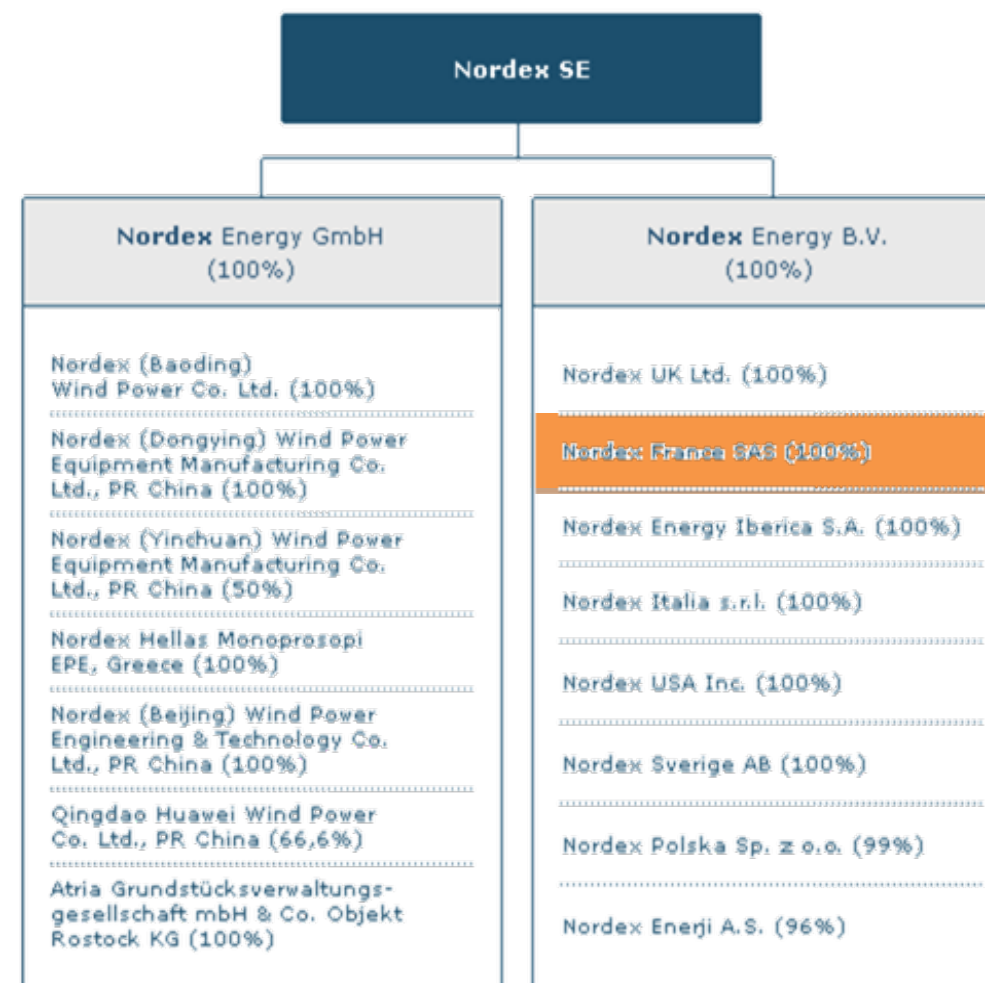 Nordex SE
Nordex Energy GmbH
(100%)
Nordex (Baoding)
Wind Power Co. Ltd. (100%)
Nordex (Dongying) Wind Power
Equipment Manufacturing Co.
Ltd., PR China (100%)
Nordex (Yinchuan) Wind Power
Equipment Manufacturing Co.
Ltd., PR China (50%)
Nordex Hellas Monoprosopi
EPE, Greece (100%)
Nordex (Beijing) Wind Power
Engineering & Technology Co.
Ltd., PR China (100%)
Qingdao Huawei Wind Power
Co. Ltd., PR China (66,6%)
Atria Grundstücksverwaltungs-
gesellschaft mbH & Co. Objekt
Rostock KG (100%)
Nordex Energy B.V.
(100%)
Nordex UK Ltd. (100%)
Nordex France SAS (100%)
Nordex Energy Iberica S.A. (100%)
Nordex Italia s.r.l. (100%)
Nordex USA Inc. (100%)
Nordex Sverige AB (100%)
Nordex Polska Sp. z o.o. (99%)
Nordex Enerji A.S. (96%)